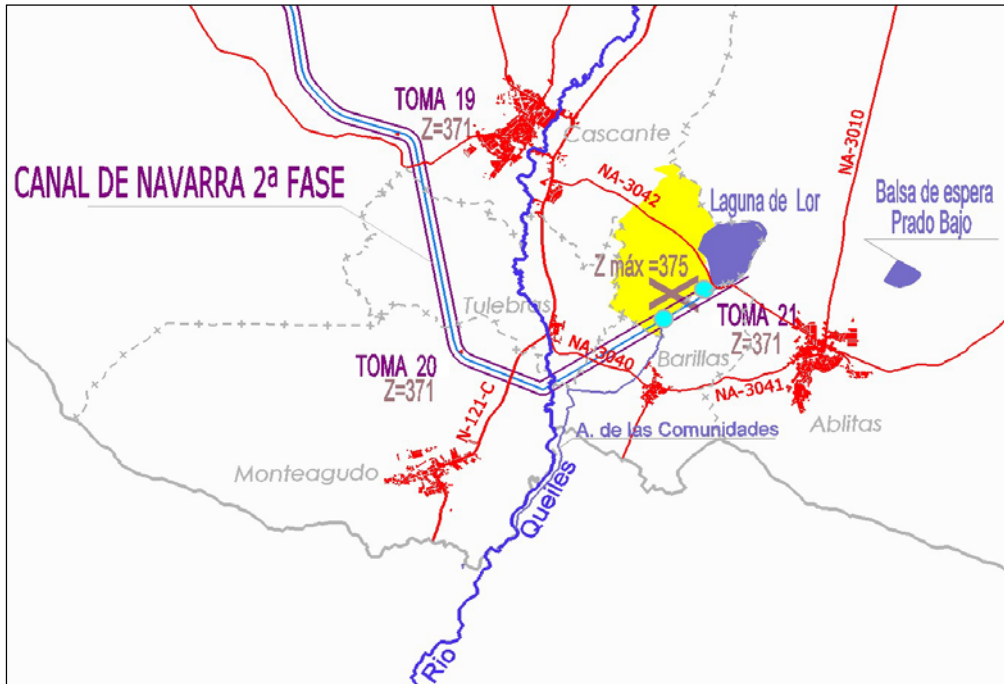 TOMA 19
Z=371
Cascante
NA-3010
CANAL DE NAVARRA 2ª FASE
NA-3042
Laguna de Lor
Balsa de espera
Prado Bajo
Z máx =375
Tulebras
TOMA 21
Z=371
TOMA 20
Z=371
NA-3040
Barillas
NA-3041
N-121-C
Ablitas
A. de las Comunidades
Monteagudo
Río Queiles